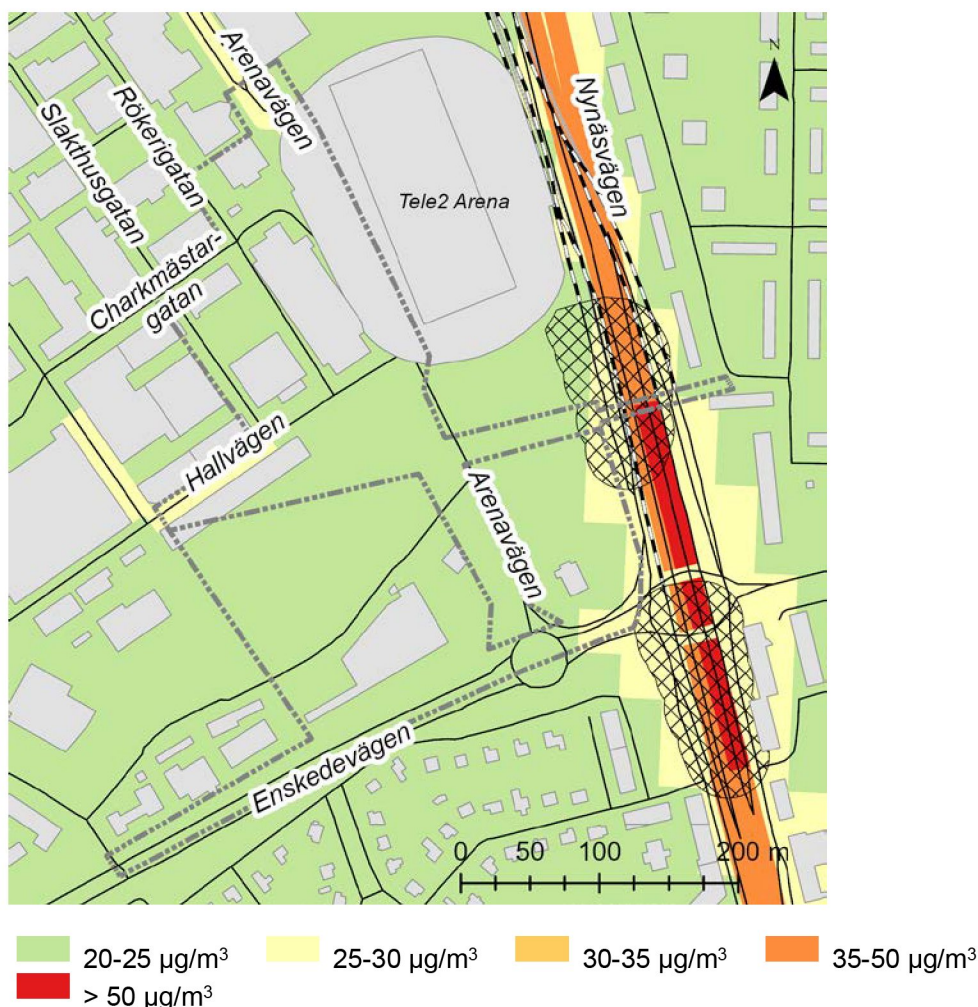 Arenavägen
Nynäsvägen
N
Rökerigatan
Slakthusgatan
Tele2 Arena
Charkmästar-
gatan
Hallvägen
Arenavägen
Enskedevägen
0 50 100 200 m
20-25 µg/m³ 25-30 µg/m³ 30-35 µg/m³ 35-50 µg/m³
> 50 µg/m³